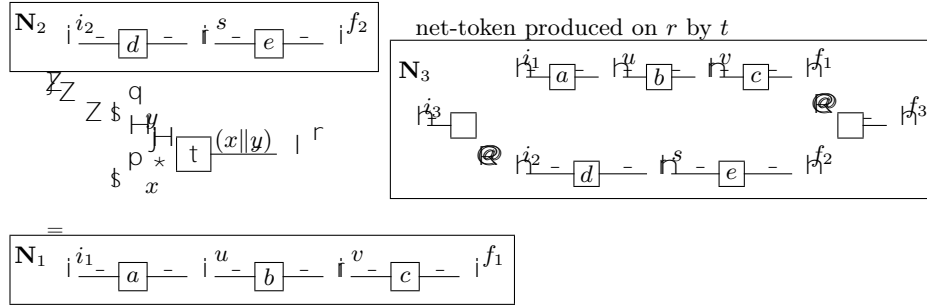 N₂ i₂ d s e f₂
net-token produced on r by t
N₃ i₁ a u b v c f₁
i₃ f₃
i₂ d s e f₂
q
y
t (x||y) r
p
x
N₁ i₁ a u b v c f₁